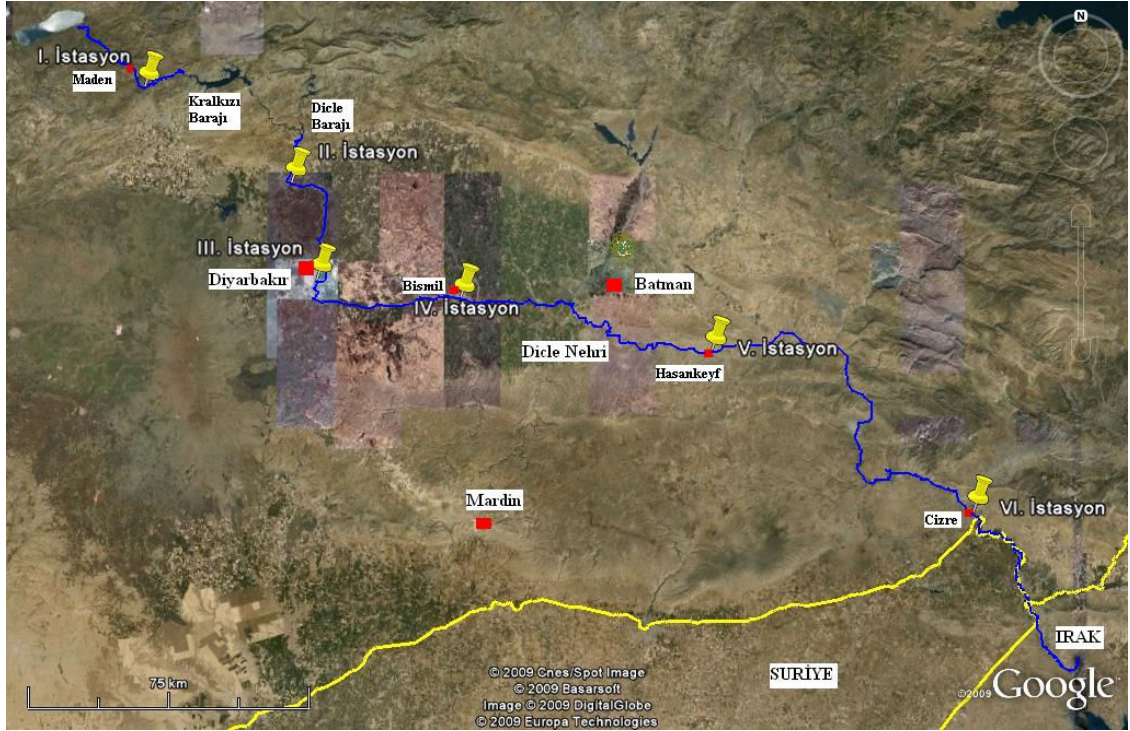 N
I. İstasyon
Maden
Kralkızı
Barajı
Dicle
Barajı
II. İstasyon
III. İstasyon
Diyarbakır
Bismil
IV. İstasyon
Batman
Dicle Nehri
V. İstasyon
Hasankeyf
Mardin
Cizre
VI. İstasyon
IRAK
SURİYE
75 km
© 2009 Cnes/Spot Image
© 2009 Basarsoft
Image © 2009 DigitalGlobe
© 2009 Europa Technologies
©2009 Google™